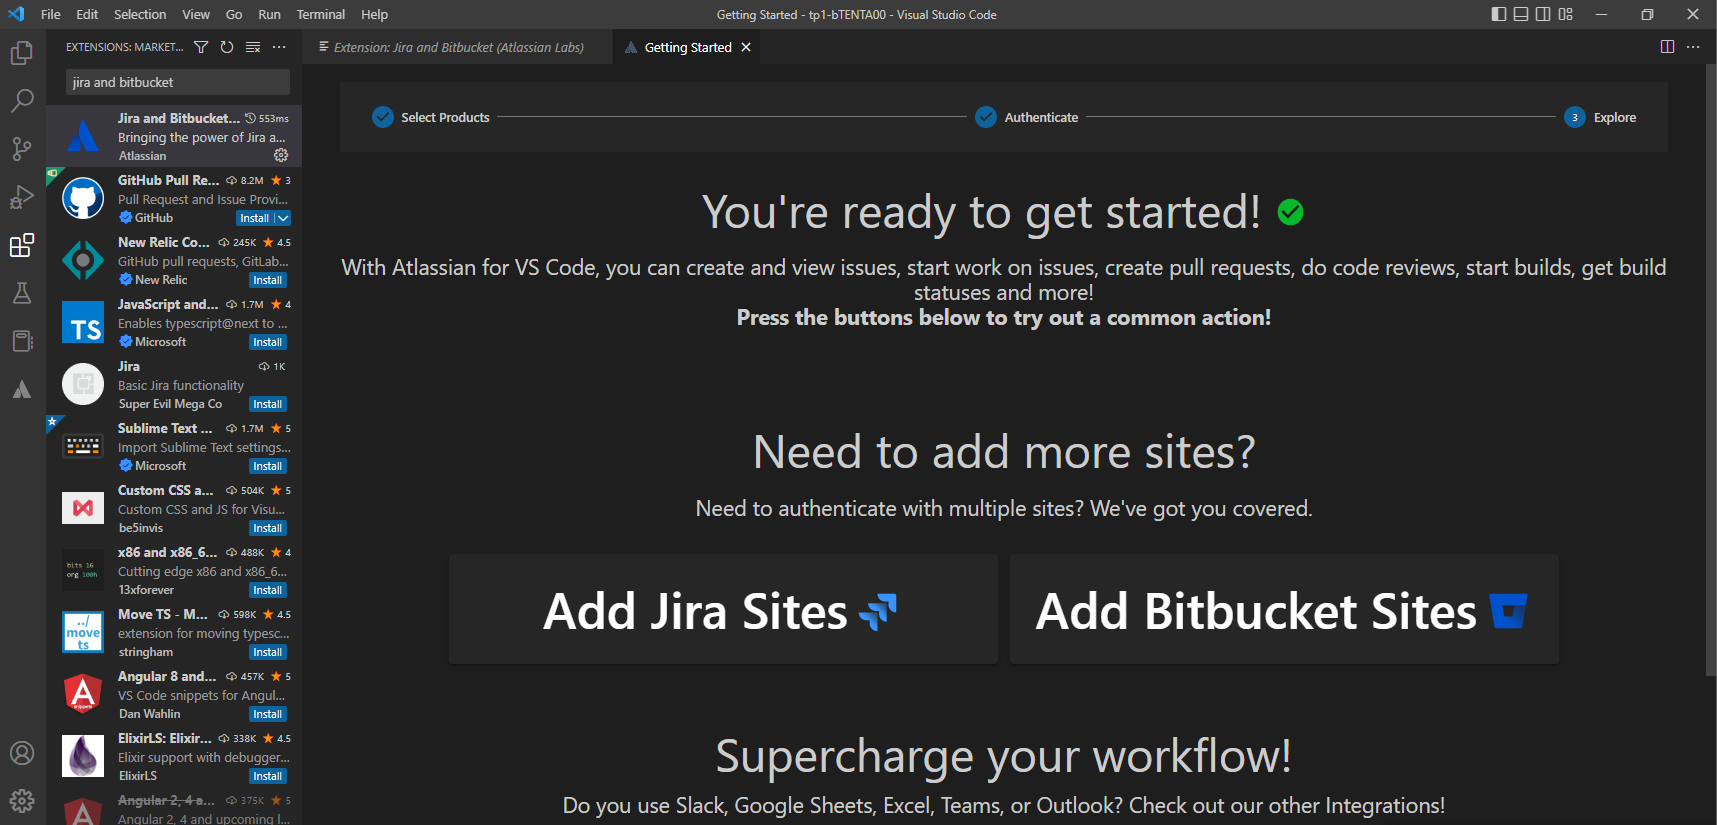 File Edit Selection View Go Run Terminal Help
Getting Started - tp1-bTENTA00 - Visual Studio Code
EXTENSIONS: MARKET...
jira and bitbucket
Jira and Bitbucket... 553ms
Bringing the power of Jira a...
Atlassian
GitHub Pull Re... 8.2M 3
Pull Request and Issue Provi...
GitHub Install
New Relic Co... 245K 4.5
GitHub pull requests, GitLab...
New Relic Install
TS
JavaScript and... 1.7M 4
Enables typescript@next to ...
Microsoft Install
Jira 1K
Basic Jira functionality
Super Evil Mega Co Install
Sublime Text ... 1.7M 5
Import Sublime Text settings...
Microsoft Install
Custom CSS a... 504K 5
Custom CSS and JS for Visu...
be5invis Install
bits 16
org 100h
x86 and x86_6... 488K 4
Cutting edge x86 and x86_6...
13xforever Install
../
move
ts
Move TS - M... 598K 4.5
extension for moving typesc...
stringham Install
A
snippets
Angular 8 and... 457K 5
VS Code snippets for Angul...
Dan Wahlin Install
ElixirLS: Elixir... 338K 4.5
Elixir support with debugger...
ElixirLS Install
A
Angular 2, 4 a... 375K 5
Angular 2, 4 and upcoming l...
Extension: Jira and Bitbucket (Atlassian Labs)
Getting Started
Select Products
Authenticate
3 Explore
You're ready to get started!
With Atlassian for VS Code, you can create and view issues, start work on issues, create pull requests, do code reviews, start builds, get build
statuses and more!
Press the buttons below to try out a common action!
Need to add more sites?
Need to authenticate with multiple sites? We've got you covered.
Add Jira Sites
Add Bitbucket Sites
Supercharge your workflow!
Do you use Slack, Google Sheets, Excel, Teams, or Outlook? Check out our other Integrations!